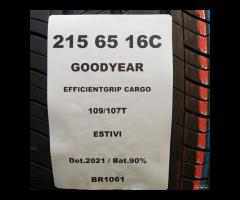 215 65 16C
GOODYEAR
EFFICIENTGRIP CARGO
109/107T
ESTIVI
Dot.2021 / Bat.90%
BR1061